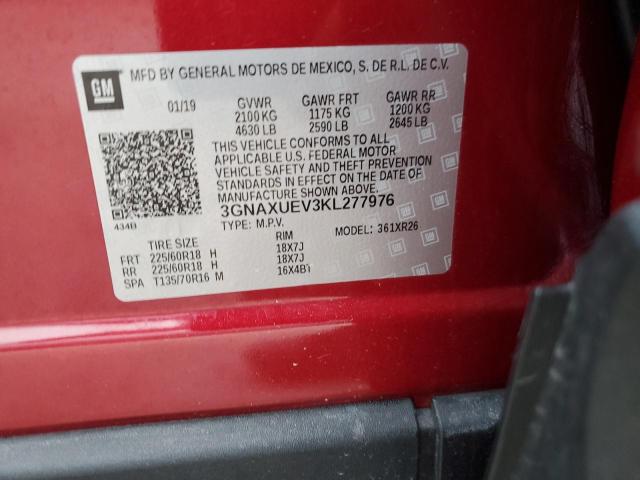 GM
MFD BY GENERAL MOTORS DE MEXICO, S. DE R.L. DE C.V.
01/19 GVWR GAWR FRT GAWR RR
2100 KG 1175 KG 1200 KG
4630 LB 2590 LB 2645 LB
THIS VEHICLE CONFORMS TO ALL
APPLICABLE U.S. FEDERAL MOTOR
VEHICLE SAFETY AND THEFT PREVENTION
STANDARDS IN EFFECT ON THE DATE OF
MANUFACTURE SHOWN ABOVE.
434B 3GNAXUEV3KL277976
TYPE: M.P.V. MODEL: 361XR26
TIRE SIZE RIM
FRT 225/60R18 H 18X7J
RR 225/60R18 H 18X7J
SPA T135/70R16 M 16X4BT